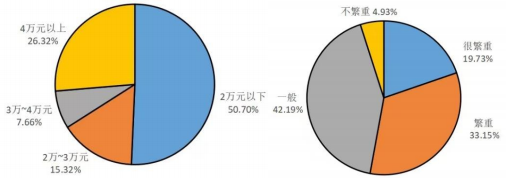 4万元以上
26.32%
3万~4万元
7.66%
2万~3万元
15.32%
2万元以下
50.70%
不繁重 4.93%
很繁重
19.73%
一般
42.19%
繁重
33.15%